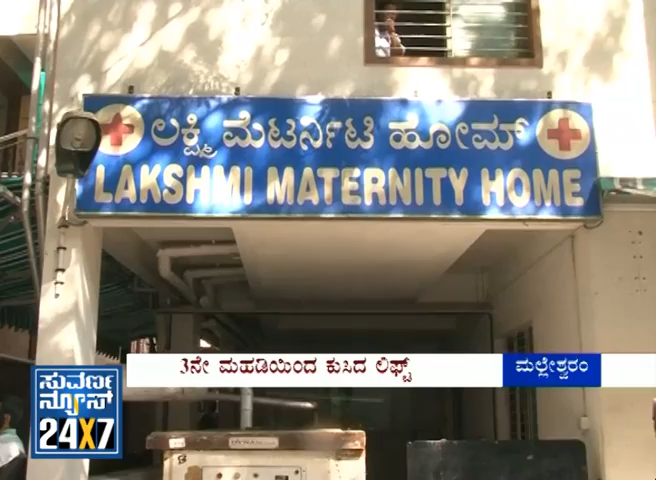 ಲಕ್ಷ್ಮಿ ಮೆಟರ್ನಿಟಿ ಹೋಮ್
LAKSHMI MATERNITY HOME
3ನೇ ಮಹಡಿಯಿಂದ ಕುಸಿದ ಲಿಫ್ಟ್
ಮಲ್ಲೇಶ್ವರಂ
ಸುವರ್ಣ
ನ್ಯೂಸ್
24X7